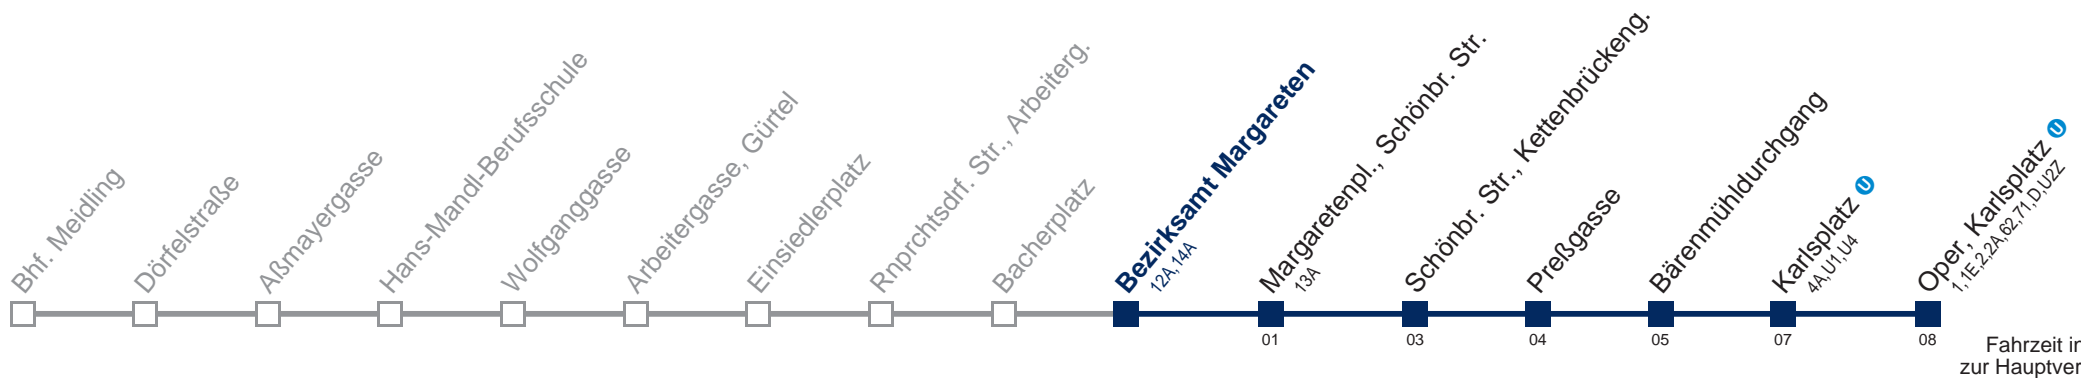 Bhf. Meidling
Dörfelstraße
Aßmayergasse
Hans-Mandl-Berufsschule
Wolfganggasse
Arbeitergasse, Gürtel
Einsiedlerplatz
Rnprchtsdrf. Str., Arbeiterg.
Bacherplatz
Bezirksamt Margareten
12A,14A
Margaretenpl., Schönbr. Str.
13A
01
Schönbr. Str., Kettenbrückeng.
03
Preßgasse
04
Bärenmühldurchgang
05
Karlsplatz U
4A,U1,U4
07
Oper, Karlsplatz U
1,1E,2,2A,62,71,D,U2Z
08
Fahrzeit in
zur Hauptver